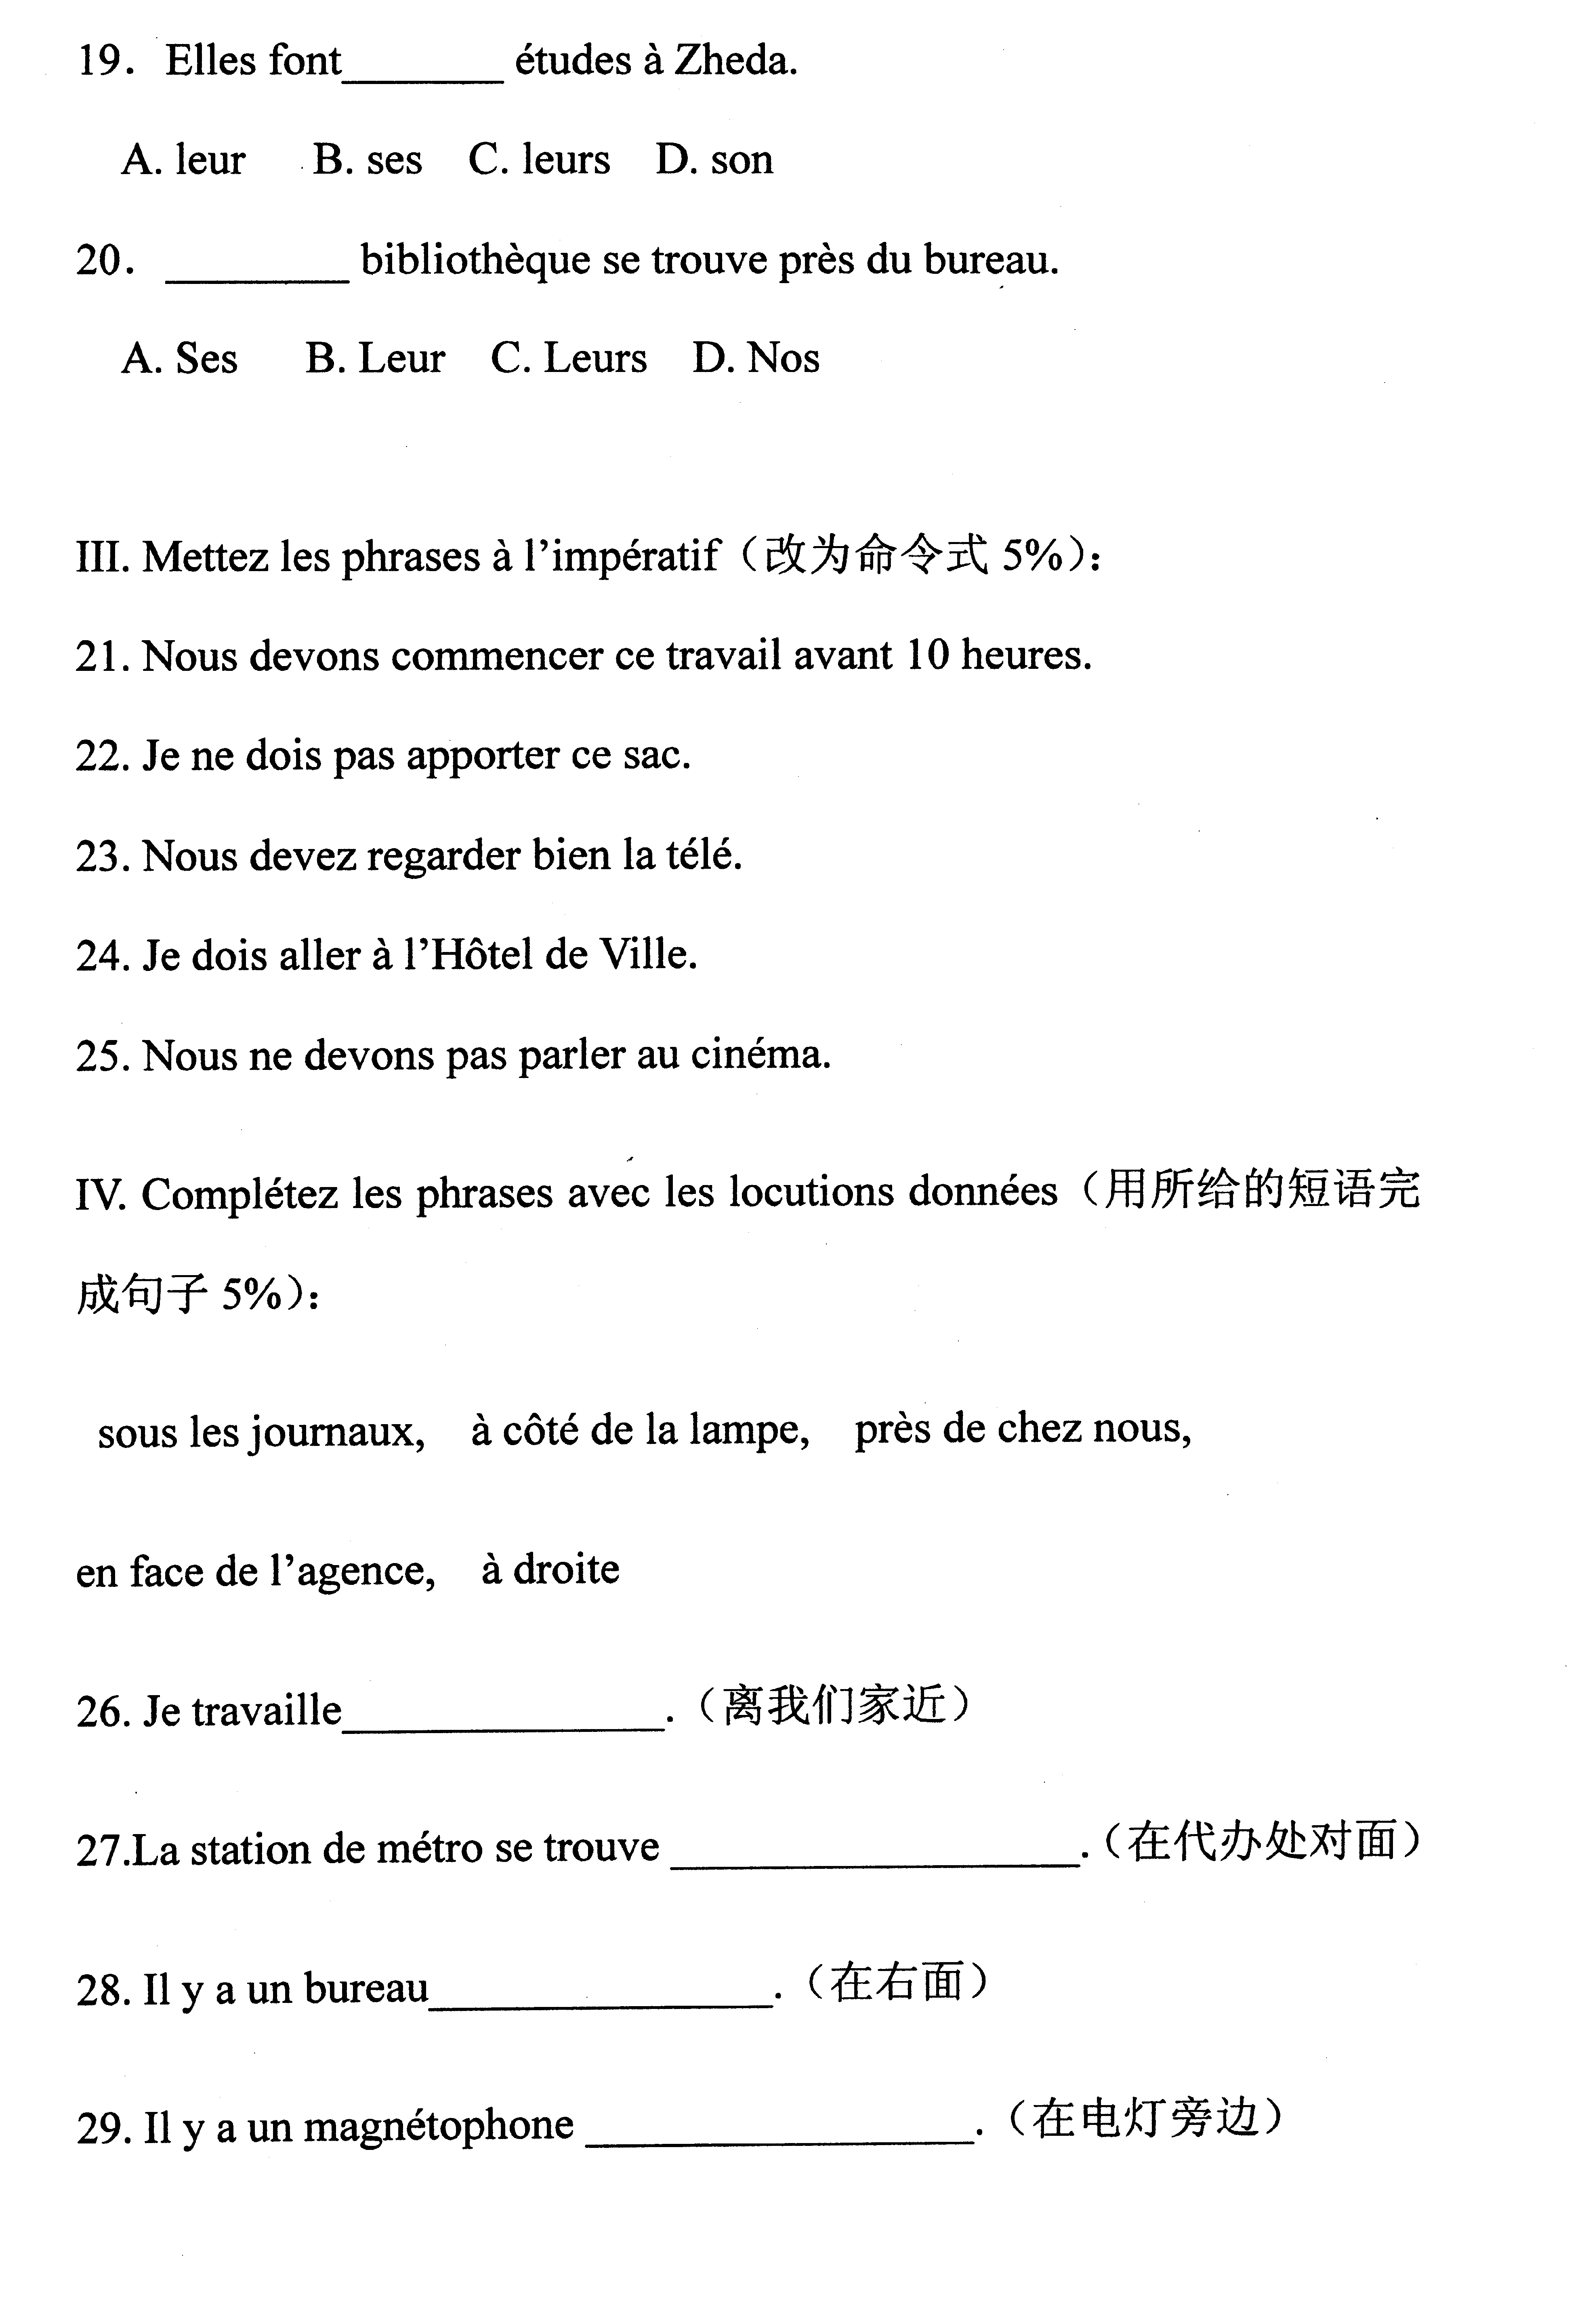 19. Elles font_______ études à Zheda.
A. leur B. ses C. leurs D. son
20. ________ bibliothèque se trouve près du bureau.
A. Ses B. Leur C. Leurs D. Nos
III. Mettez les phrases à l’impératif（改为命令式 5%）：
21. Nous devons commencer ce travail avant 10 heures.
22. Je ne dois pas apporter ce sac.
23. Nous devez regarder bien la télé.
24. Je dois aller à l’Hôtel de Ville.
25. Nous ne devons pas parler au cinéma.
IV. Complétez les phrases avec les locutions données（用所给的短语完
成句子 5%）：
sous les journaux, à côté de la lampe, près de chez nous,
en face de l’agence, à droite
26. Je travaille______________.（离我们家近）
27.La station de métro se trouve __________________.（在代办处对面）
28. Il y a un bureau_______________.（在右面）
29. Il y a un magnétophone _________________.（在电灯旁边）